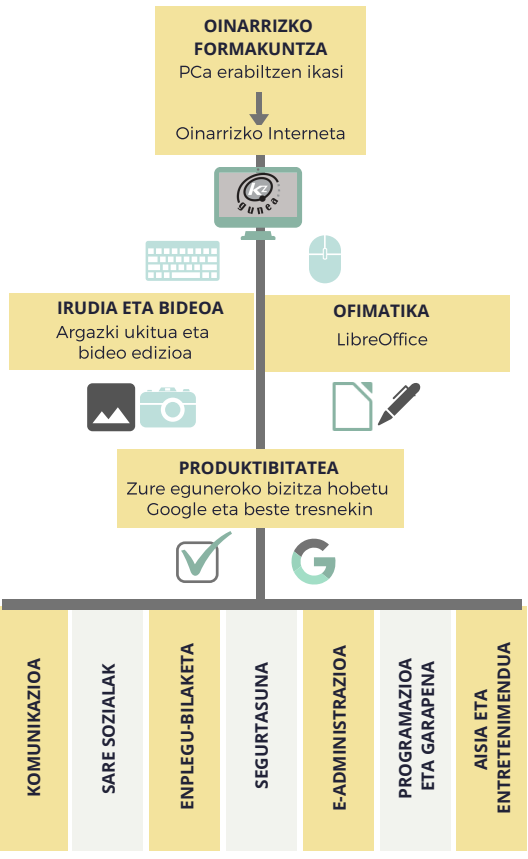 OINARRIZKO
FORMAKUNTZA
PCa erabiltzen ikasi
Oinarrizko Interneta
KZ
gunea
IRUDIA ETA BIDEOA
Argazki ukitua eta
bideo edizioa
OFIMATIKA
LibreOffice
PRODUKTIBITATEA
Zure eguneroko bizitza hobetu
Google eta beste tresnekin
G
KOMUNIKAZIOA
SARE SOZIALAK
ENPLEGU-BILAKETA
SEGURTASUNA
E-ADMINISTRAZIOA
PROGRAMAZIOA
ETA GARAPENA
AISIA ETA
ENTRETENIMENDUA